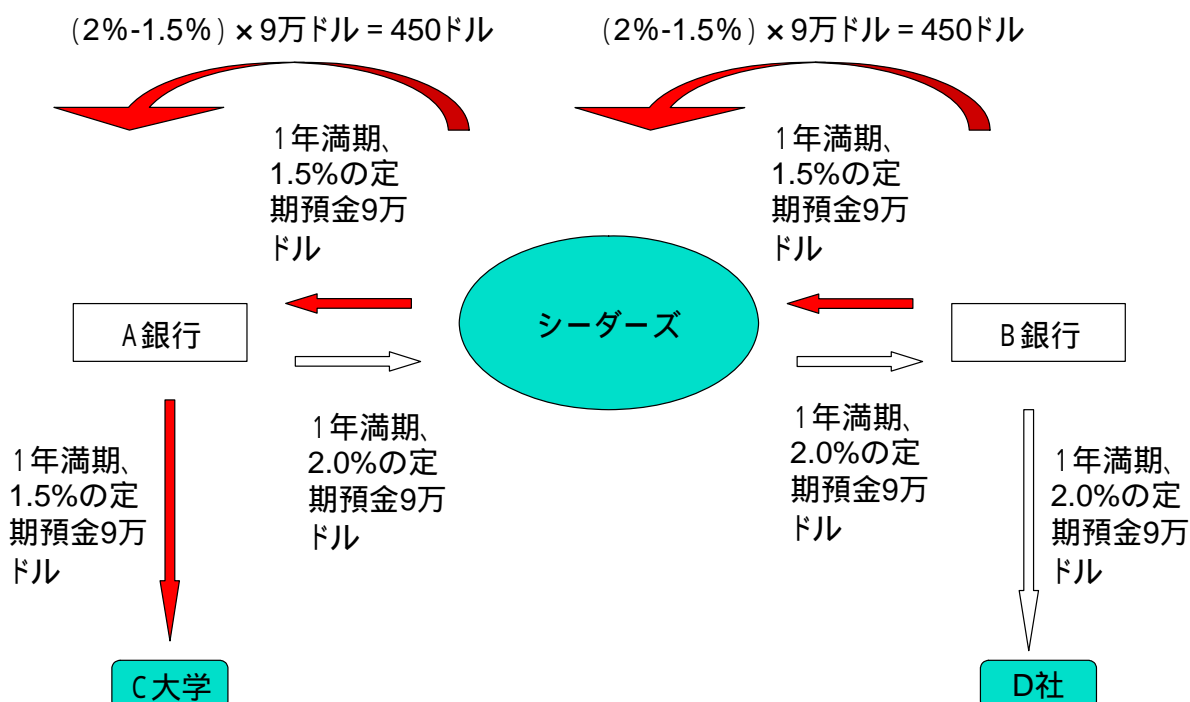 (2%-1.5%)×9万ドル=450ドル
(2%-1.5%)×9万ドル=450ドル
1年満期、
1.5%の定
期預金9万
ドル
1年満期、
1.5%の定
期預金9万
ドル
A銀行
シーダーズ
B銀行
1年満期、
1.5%の定
期預金9万
ドル
1年満期、
2.0%の定
期預金9万
ドル
1年満期、
2.0%の定
期預金9万
ドル
1年満期、
2.0%の定
期預金9万
ドル
C大学
D社